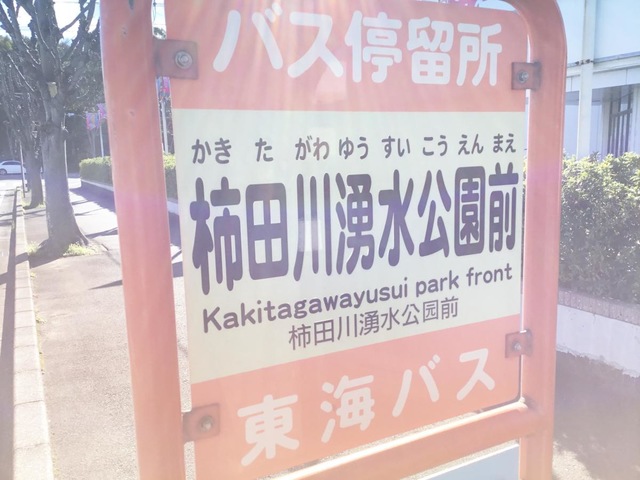 バス停留所
かき た がわ ゆう すい こう えん まえ
柿田川湧水公園前
Kakitagawayusui park front
柿田川湧水公园前
東海バス